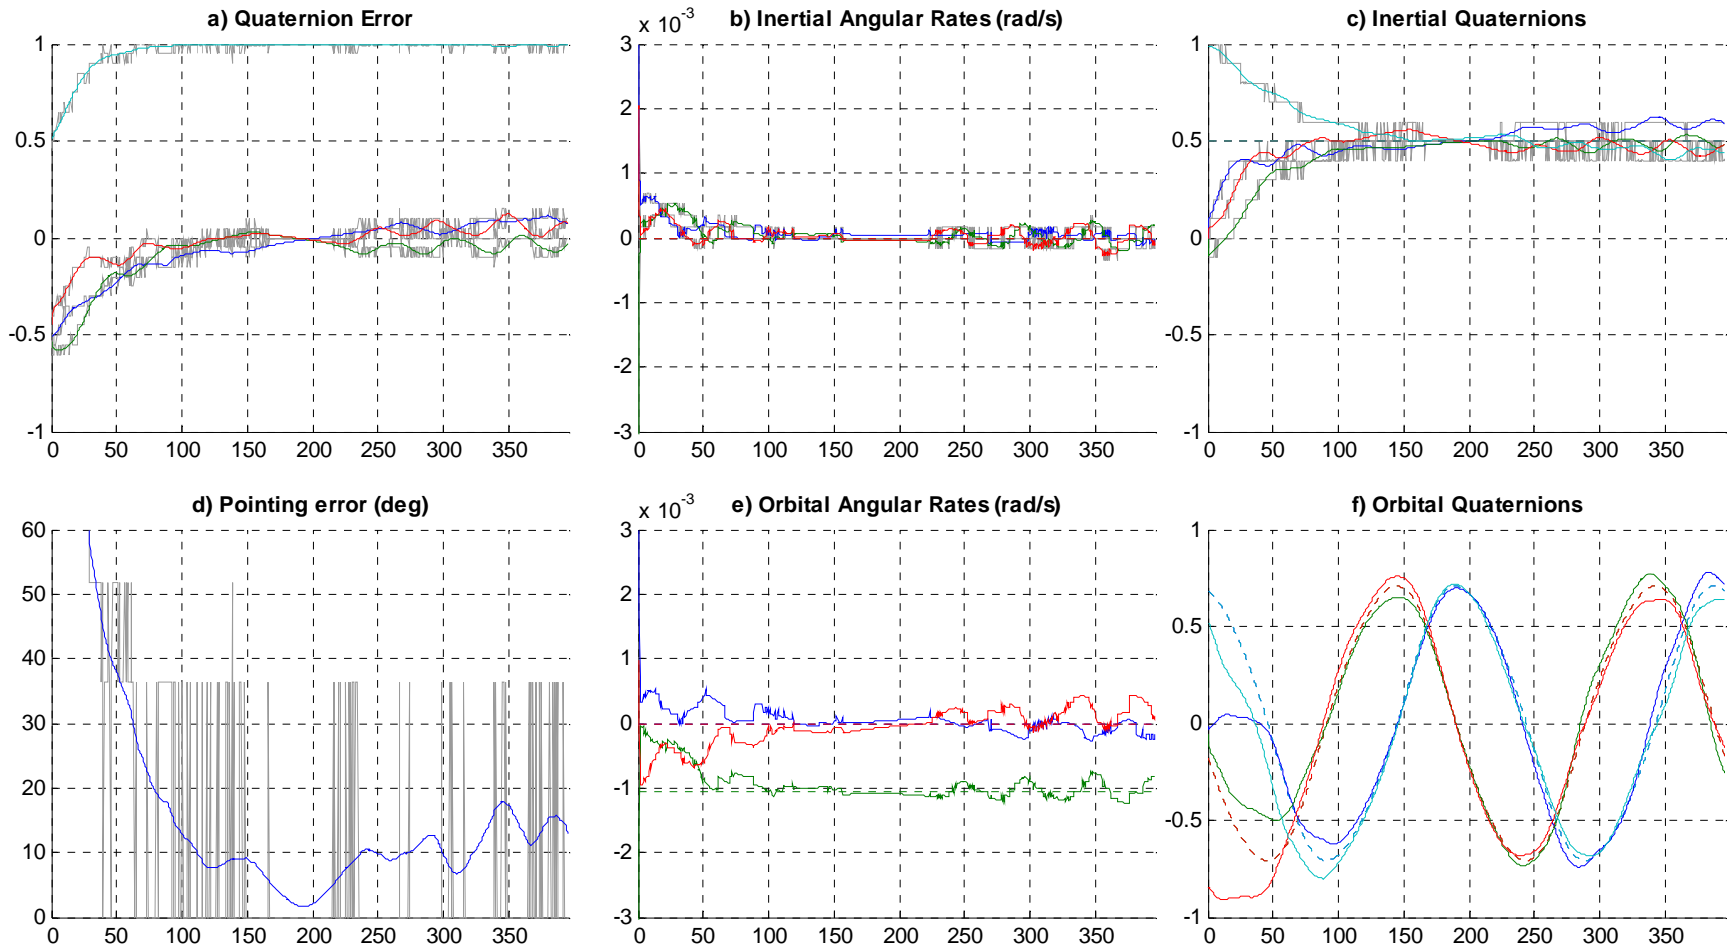 a) Quaternion Error
1
0.5
0
-0.5
-1
0 50 100 150 200 250 300 350
b) Inertial Angular Rates (rad/s)
x 10-3
3
2
1
0
-1
-2
-3
0 50 100 150 200 250 300 350
c) Inertial Quaternions
1
0.5
0
-0.5
-1
0 50 100 150 200 250 300 350
d) Pointing error (deg)
60
50
40
30
20
10
0
0 50 100 150 200 250 300 350
e) Orbital Angular Rates (rad/s)
x 10-3
3
2
1
0
-1
-2
-3
0 50 100 150 200 250 300 350
f) Orbital Quaternions
1
0.5
0
-0.5
-1
0 50 100 150 200 250 300 350